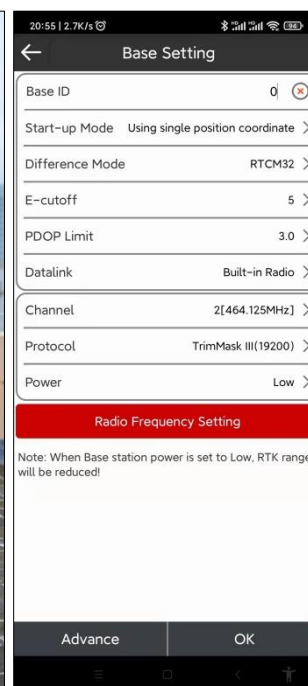 20:55 | 2.7K/s
94
Base Setting
Base ID 0
Start-up Mode Using single position coordinate
Difference Mode RTCM32
E-cutoff 5
PDOP Limit 3.0
Datalink Built-in Radio
Channel 2[464.125MHz]
Protocol TrimMask III(19200)
Power Low
Radio Frequency Setting
Note: When Base station power is set to Low, RTK range
will be reduced!
Advance OK